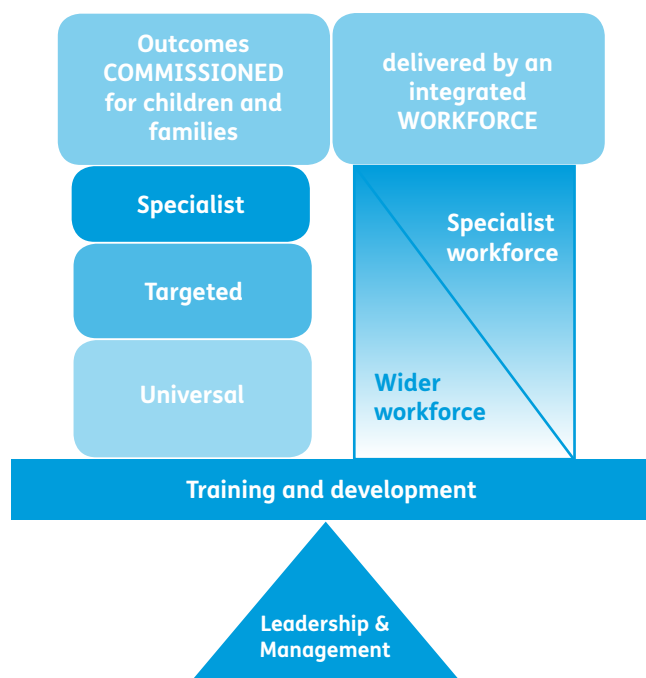 Outcomes
COMMISSIONED
for children and
families
delivered by an
integrated
WORKFORCE
Specialist
Targeted
Universal
Specialist
workforce
Wider
workforce
Training and development
Leadership &
Management